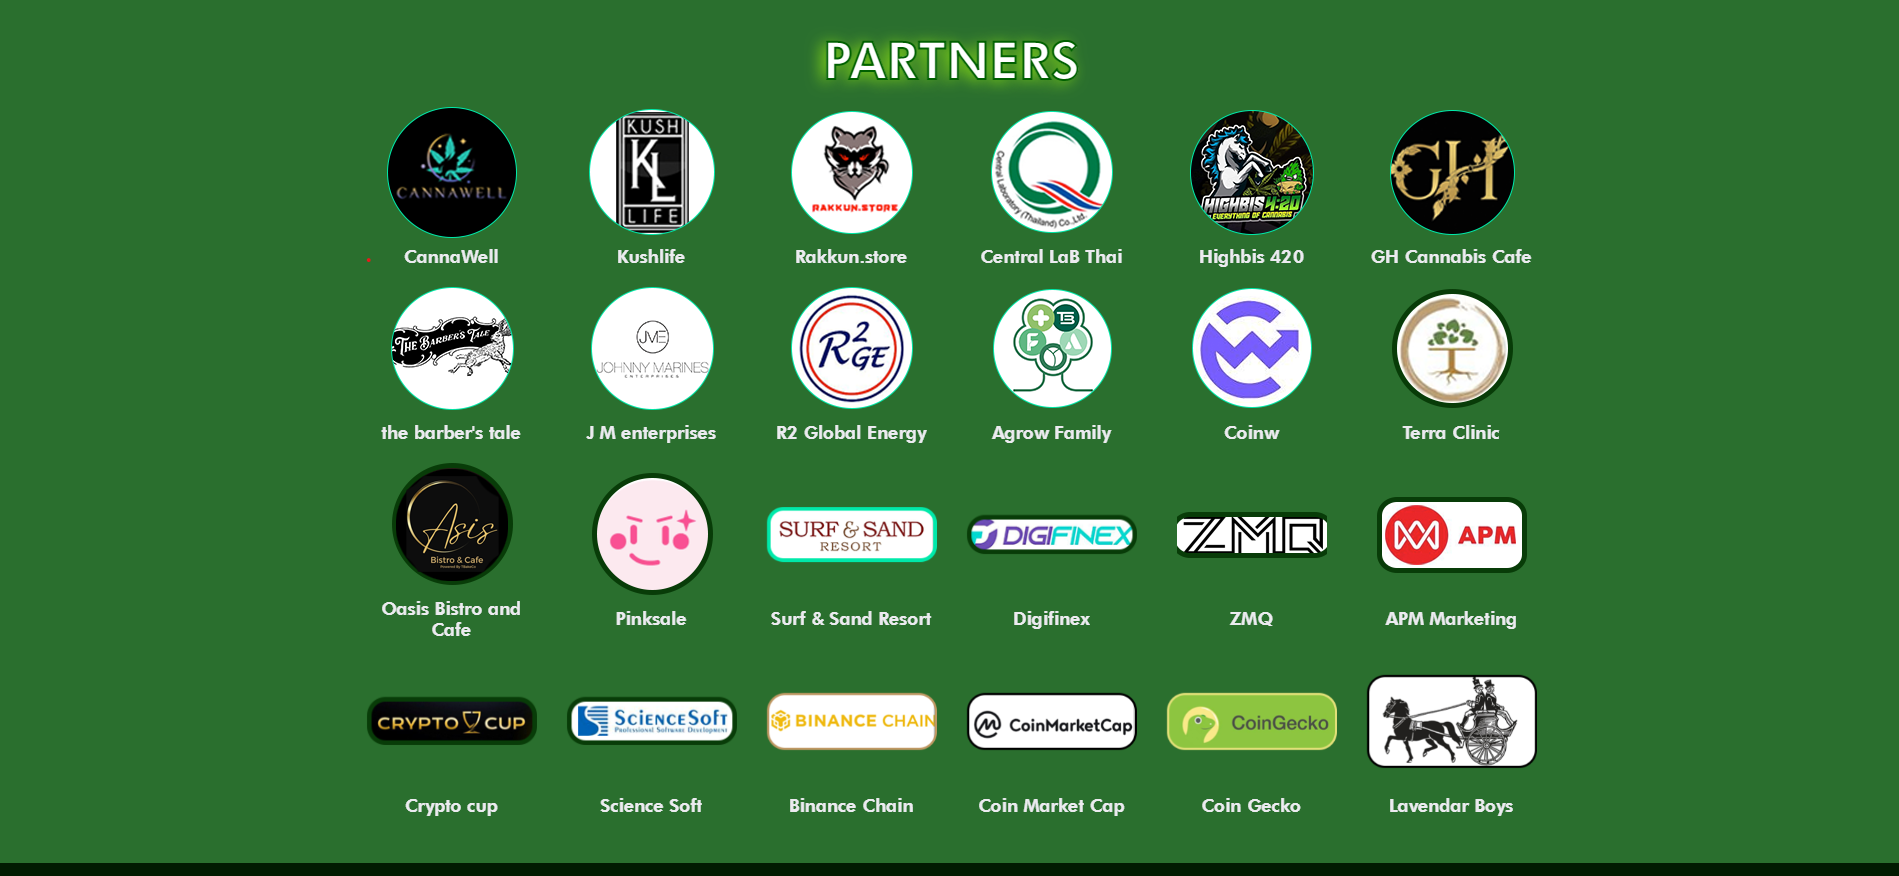 PARTNERS
CANNAWELL
KUSH
KL
LIFE
RAKKUN.STORE
Central Laboratory (Thailand) Co.,Ltd.
HIGHBIS 4:20
EVERYTHING OF CANNABIS
GH
CannaWell
Kushlife
Rakkun.store
Central LaB Thai
Highbis 420
GH Cannabis Cafe
THE BARBER'S TALE
JME
JOHNNY MARINES
ENTERPRISES
R2GE
TB
F
A
the barber's tale
J M enterprises
R2 Global Energy
Agrow Family
Coinw
Terra Clinic
Asis
Bistro & Cafe
SURF & SAND
RESORT
DIGIFINEX
ZMQ
APM
Oasis Bistro and
Cafe
Pinksale
Surf & Sand Resort
Digifinex
ZMQ
APM Marketing
CRYPTO CUP
SCIENCESOFT
Professional Software Development
BINANCE CHAIN
CoinMarketCap
CoinGecko
Crypto cup
Science Soft
Binance Chain
Coin Market Cap
Coin Gecko
Lavendar Boys